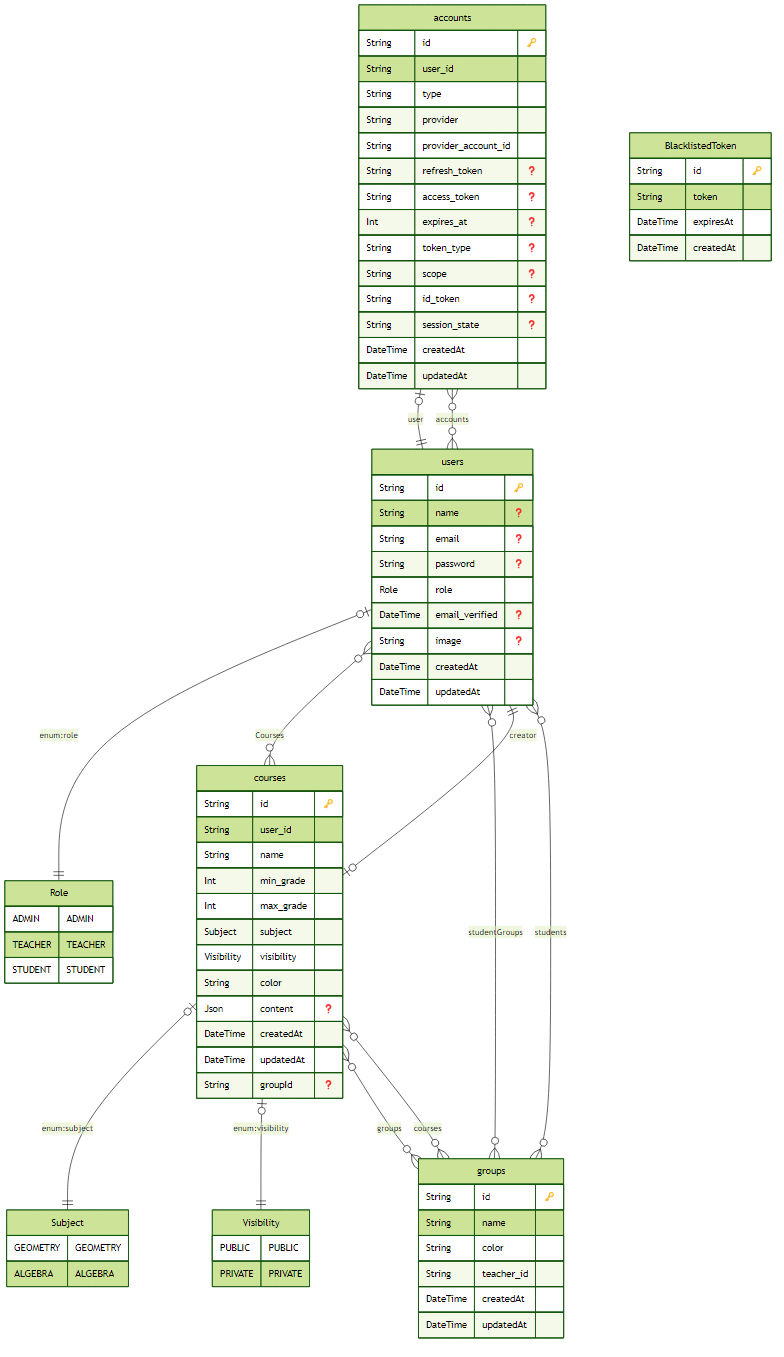 accounts
String id
String user_id
String type
String provider
String provider_account_id
String refresh_token ?
String access_token ?
Int expires_at ?
String token_type ?
String scope ?
String id_token ?
String session_state ?
DateTime createdAt
DateTime updatedAt
BlacklistedToken
String id
String token
DateTime expiresAt
DateTime createdAt
user accounts
users
String id
String name ?
String email ?
String password ?
Role role
DateTime email_verified ?
String image ?
DateTime createdAt
DateTime updatedAt
enum:role Courses creator
courses
String id
String user_id
String name
Int min_grade
Int max_grade
Subject subject
Visibility visibility
String color
Json content ?
DateTime createdAt
DateTime updatedAt
String groupId ?
Role
ADMIN ADMIN
TEACHER TEACHER
STUDENT STUDENT
studentGroups students
enum:subject enum:visibility groups courses
Subject
GEOMETRY GEOMETRY
ALGEBRA ALGEBRA
Visibility
PUBLIC PUBLIC
PRIVATE PRIVATE
groups
String id
String name
String color
String teacher_id
DateTime createdAt
DateTime updatedAt